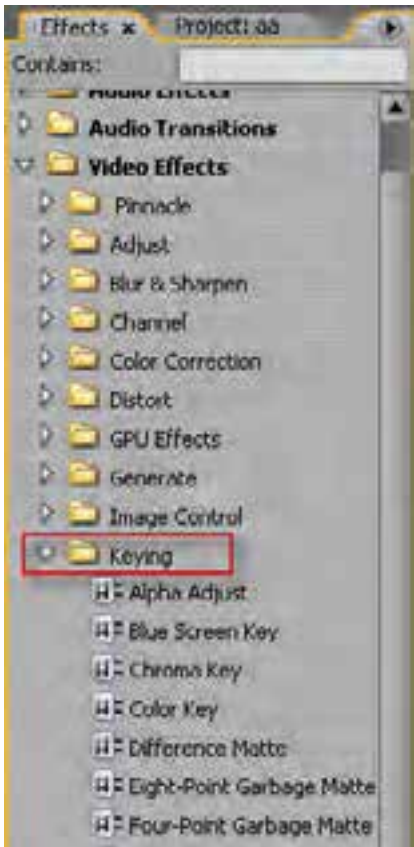 Effects x Project: aa
Contains:
Audio Effects
Audio Transitions
Video Effects
Pinnacle
Adjust
Blur & Sharpen
Channel
Color Correction
Distort
GPU Effects
Generate
Image Control
Keying
Alpha Adjust
Blue Screen Key
Chroma Key
Color Key
Difference Matte
Eight-Point Garbage Matte
Four-Point Garbage Matte